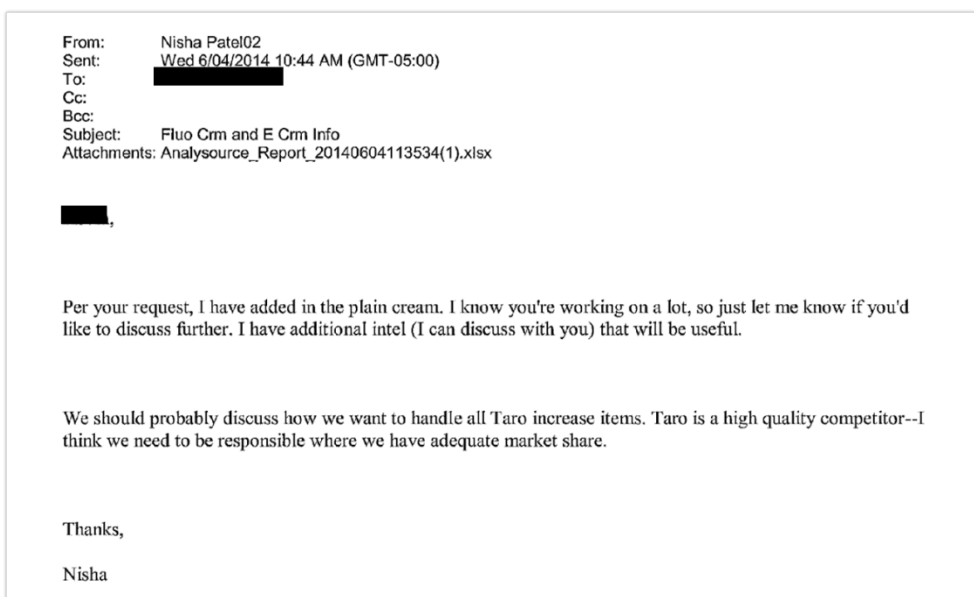 From: Nisha Patel02
Sent: Wed 6/04/2014 10:44 AM (GMT-05:00)
To:
Cc:
Bcc:
Subject: Fluo Crm and E Crm Info
Attachments: Analysource_Report_20140604113534(1).xlsx
,
Per your request, I have added in the plain cream. I know you're working on a lot, so just let me know if you'd
like to discuss further. I have additional intel (I can discuss with you) that will be useful.
We should probably discuss how we want to handle all Taro increase items. Taro is a high quality competitor--I
think we need to be responsible where we have adequate market share.
Thanks,
Nisha